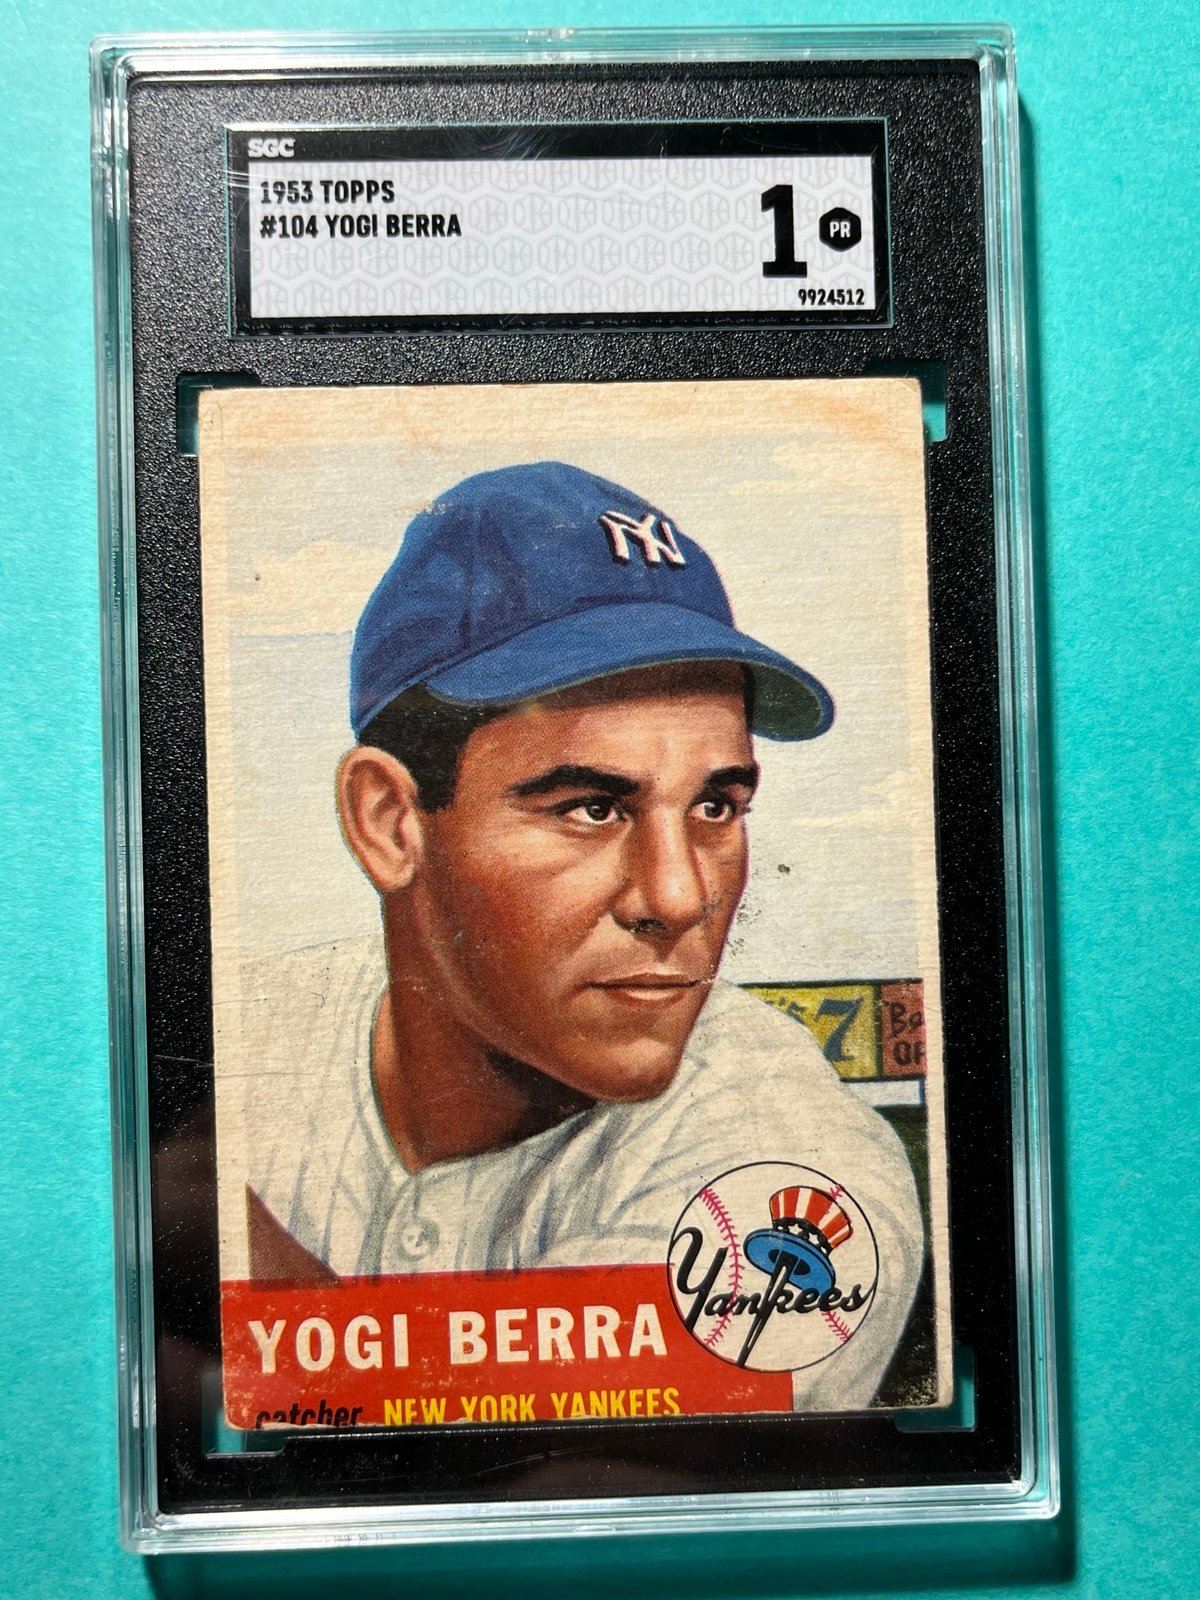 SGC
1953 TOPPS
#104 YOGI BERRA
1
PR
9924512
NY
7
Yankees
YOGI BERRA
catcher NEW YORK YANKEES